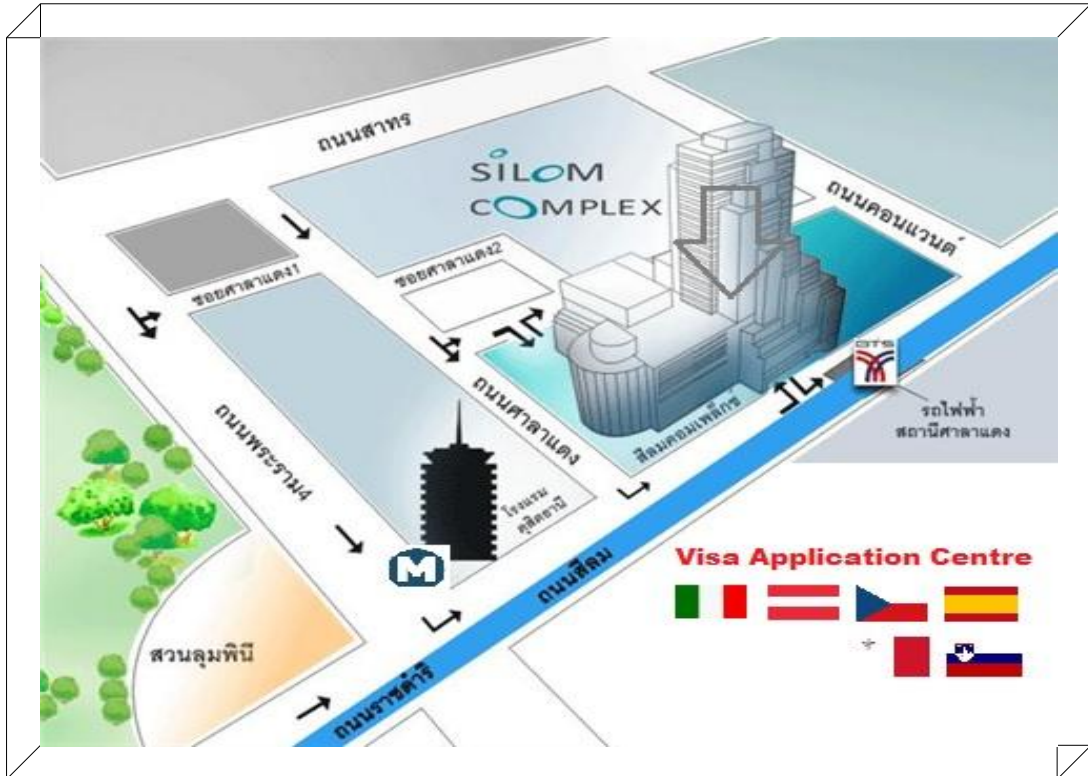 ถนนสาทร
SILOM
COMPLEX
ถนนคอนแวนต์
ซอยศาลาแดง2
ซอยศาลาแดง1
BTS
รถไฟฟ้า
สถานีศาลาแดง
สีลมคอมเพล็กซ
ถนนศาลาแดง
ถนนพระราม4
โรงแรม
ดุสิตธานี
M
ถนนสีลม
Visa Application Centre
สวนลุมพินี
ถนนราชดำริ